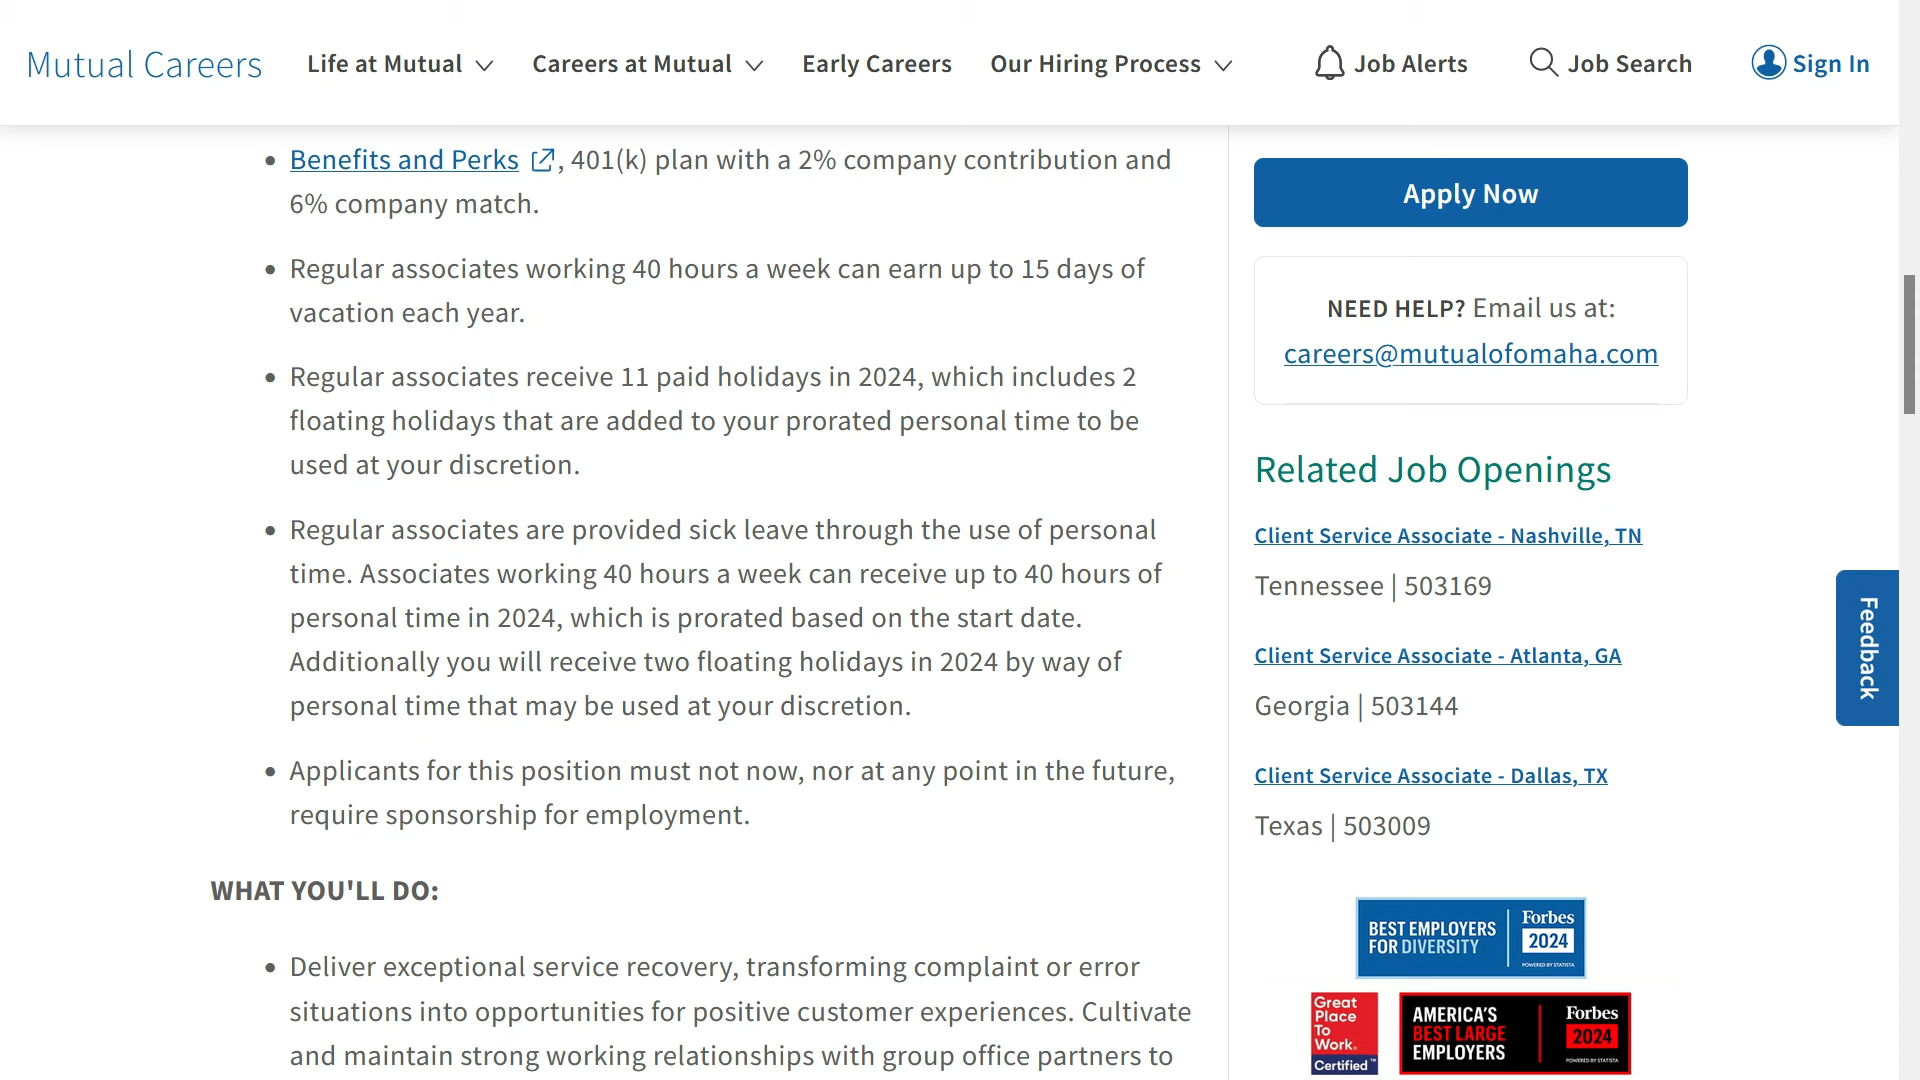 Mutual Careers
Life at Mutual
Careers at Mutual
Early Careers
Our Hiring Process
Job Alerts
Job Search
Sign In
Benefits and Perks , 401(k) plan with a 2% company contribution and
6% company match.
Regular associates working 40 hours a week can earn up to 15 days of
vacation each year.
Regular associates receive 11 paid holidays in 2024, which includes 2
floating holidays that are added to your prorated personal time to be
used at your discretion.
Regular associates are provided sick leave through the use of personal
time. Associates working 40 hours a week can receive up to 40 hours of
personal time in 2024, which is prorated based on the start date.
Additionally you will receive two floating holidays in 2024 by way of
personal time that may be used at your discretion.
Applicants for this position must not now, nor at any point in the future,
require sponsorship for employment.
WHAT YOU'LL DO:
Deliver exceptional service recovery, transforming complaint or error
situations into opportunities for positive customer experiences. Cultivate
and maintain strong working relationships with group office partners to
Apply Now
NEED HELP? Email us at:
careers@mutualofomaha.com
Related Job Openings
Client Service Associate - Nashville, TN
Tennessee | 503169
Client Service Associate - Atlanta, GA
Georgia | 503144
Client Service Associate - Dallas, TX
Texas | 503009
BEST EMPLOYERS
FOR DIVERSITY
Forbes
2024
POWERED BY STATISTA
Great
Place
To
Work.
Certified™
AMERICA'S
BEST LARGE
EMPLOYERS
Forbes
2024
POWERED BY STATISTA
Feedback